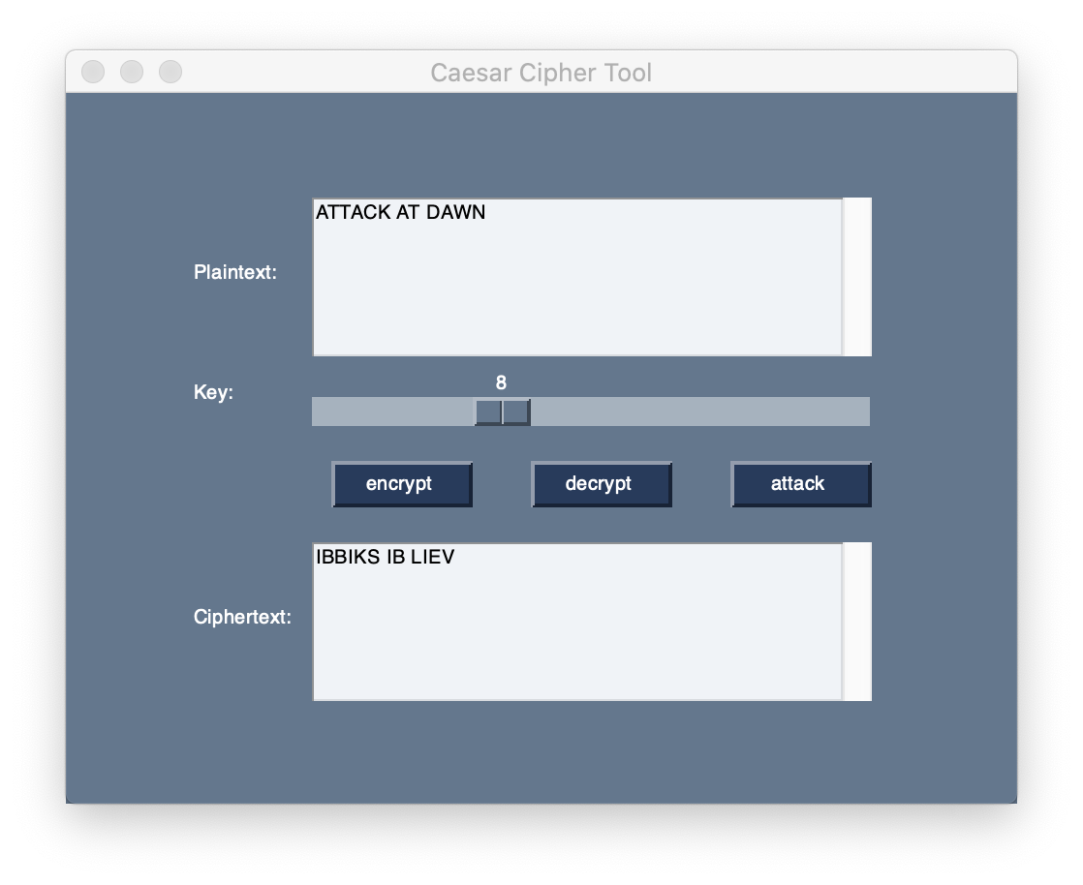 Caesar Cipher Tool
Plaintext:
ATTACK AT DAWN
Key:
8
encrypt decrypt attack
Ciphertext:
IBBIKS IB LIEV